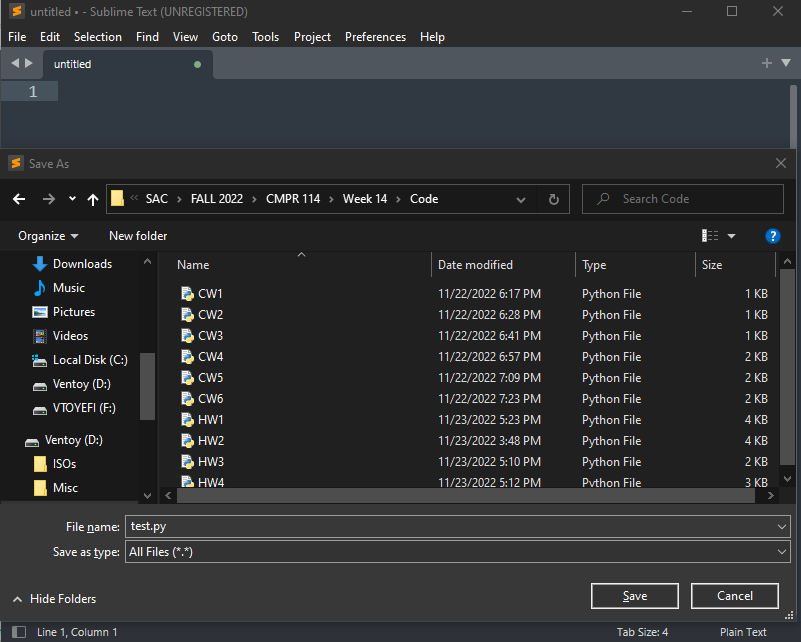 untitled • - Sublime Text (UNREGISTERED)
File Edit Selection Find View Goto Tools Project Preferences Help
untitled
1
Save As
SAC > FALL 2022 > CMPR 114 > Week 14 > Code
Search Code
Organize New folder
Name Date modified Type Size
Downloads
Music
Pictures
Videos
Local Disk (C:)
Ventoy (D:)
VTOYEFI (F:)
Ventoy (D:)
ISOs
Misc
CW1 11/22/2022 6:17 PM Python File 1 KB
CW2 11/22/2022 6:28 PM Python File 1 KB
CW3 11/22/2022 6:41 PM Python File 1 KB
CW4 11/22/2022 6:57 PM Python File 2 KB
CW5 11/22/2022 7:09 PM Python File 2 KB
CW6 11/22/2022 7:23 PM Python File 2 KB
HW1 11/23/2022 5:23 PM Python File 4 KB
HW2 11/23/2022 3:48 PM Python File 4 KB
HW3 11/23/2022 5:10 PM Python File 2 KB
HW4 11/23/2022 5:12 PM Python File 3 KB
File name: test.py
Save as type: All Files (*.*)
Hide Folders
Save Cancel
Line 1, Column 1 Tab Size: 4 Plain Text